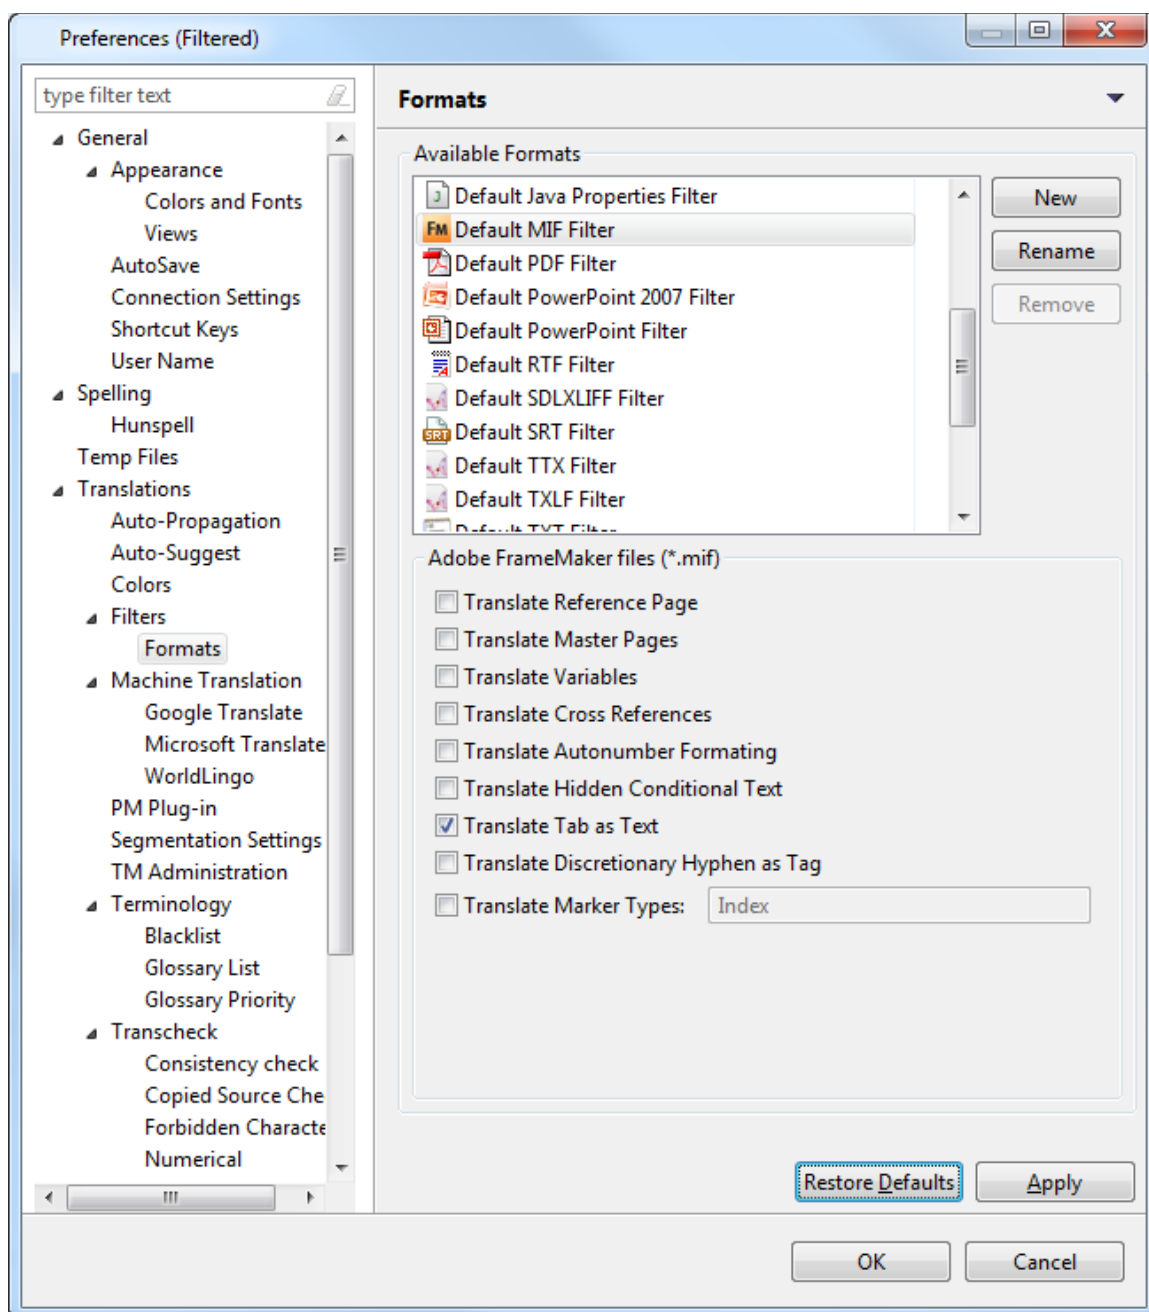 Preferences (Filtered)
type filter text
General
Appearance
Colors and Fonts
Views
AutoSave
Connection Settings
Shortcut Keys
User Name
Spelling
Hunspell
Temp Files
Translations
Auto-Propagation
Auto-Suggest
Colors
Filters
Formats
Machine Translation
Google Translate
Microsoft Translate
WorldLingo
PM Plug-in
Segmentation Settings
TM Administration
Terminology
Blacklist
Glossary List
Glossary Priority
Transcheck
Consistency check
Copied Source Che
Forbidden Characte
Numerical
Formats
Available Formats
Default Java Properties Filter
Default MIF Filter
Default PDF Filter
Default PowerPoint 2007 Filter
Default PowerPoint Filter
Default RTF Filter
Default SDLXLIFF Filter
Default SRT Filter
Default TTX Filter
Default TXLF Filter
Default TXT Filter
New
Rename
Remove
Adobe FrameMaker files (*.mif)
Translate Reference Page
Translate Master Pages
Translate Variables
Translate Cross References
Translate Autonumber Formating
Translate Hidden Conditional Text
Translate Tab as Text
Translate Discretionary Hyphen as Tag
Translate Marker Types: Index
Restore Defaults
Apply
OK
Cancel